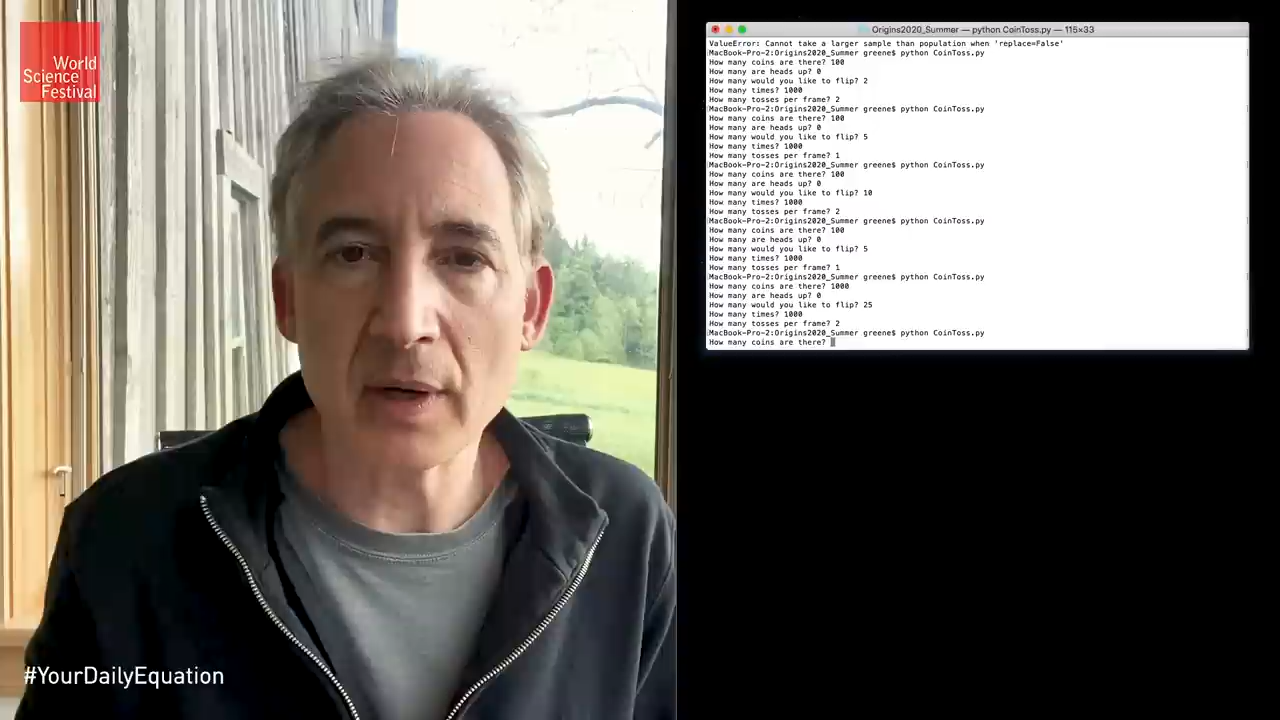 World
Science
Festival
#YourDailyEquation
Origins2020_Summer — python CoinToss.py — 115×33
ValueError: Cannot take a larger sample than population when 'replace=False'
MacBook-Pro-2:Origins2020_Summer greene$ python CoinToss.py
How many coins are there? 100
How many are heads up? 0
How many would you like to flip? 2
How many times? 1000
How many tosses per frame? 2
MacBook-Pro-2:Origins2020_Summer greene$ python CoinToss.py
How many coins are there? 100
How many are heads up? 0
How many would you like to flip? 5
How many times? 1000
How many tosses per frame? 1
MacBook-Pro-2:Origins2020_Summer greene$ python CoinToss.py
How many coins are there? 100
How many are heads up? 0
How many would you like to flip? 10
How many times? 1000
How many tosses per frame? 2
MacBook-Pro-2:Origins2020_Summer greene$ python CoinToss.py
How many coins are there? 100
How many are heads up? 0
How many would you like to flip? 5
How many times? 1000
How many tosses per frame? 1
MacBook-Pro-2:Origins2020_Summer greene$ python CoinToss.py
How many coins are there? 1000
How many are heads up? 0
How many would you like to flip? 25
How many times? 1000
How many tosses per frame? 2
MacBook-Pro-2:Origins2020_Summer greene$ python CoinToss.py
How many coins are there?